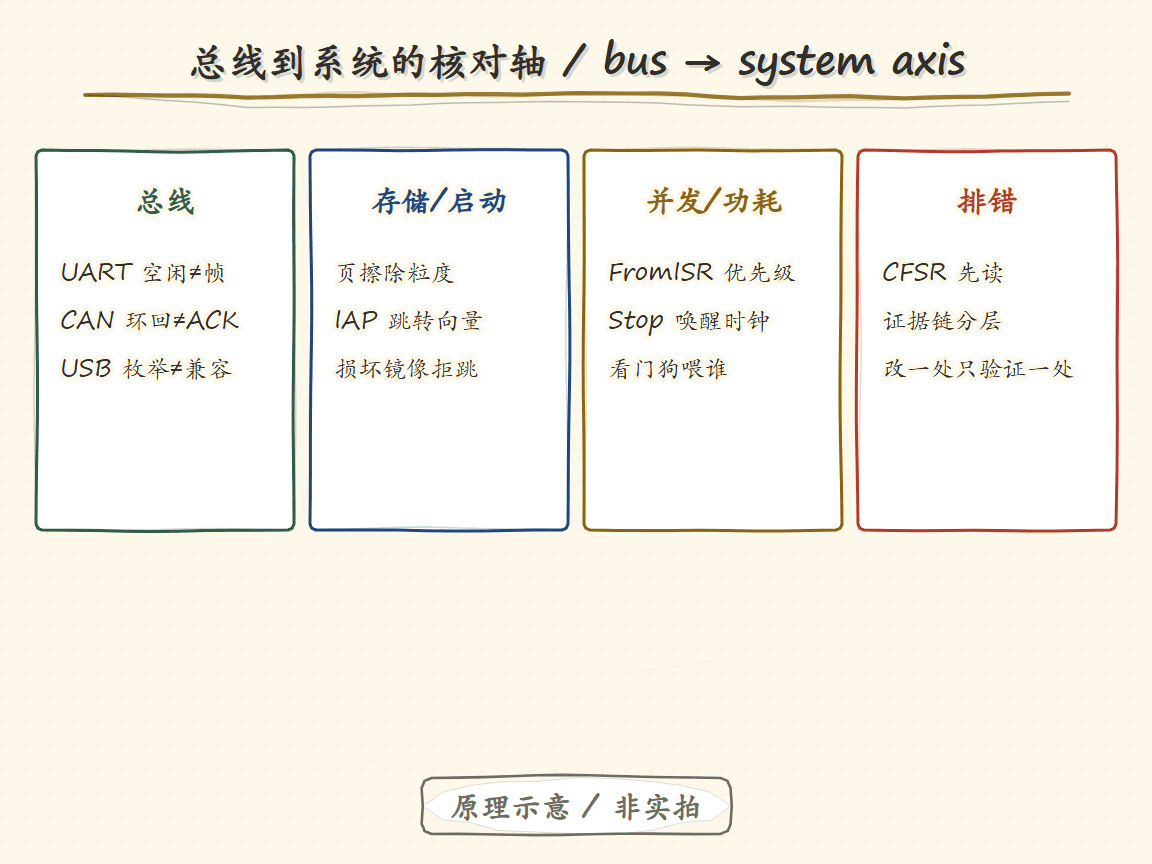 总线到系统的核对轴 / bus → system axis
总线
UART 空闲≠帧
CAN 环回≠ACK
USB 枚举≠兼容
存储/启动
页擦除粒度
IAP 跳转向量
损坏镜像拒跳
并发/功耗
FromISR 优先级
Stop 唤醒时钟
看门狗喂谁
排错
CFSR 先读
证据链分层
改一处只验证一处
原理示意 / 非实拍